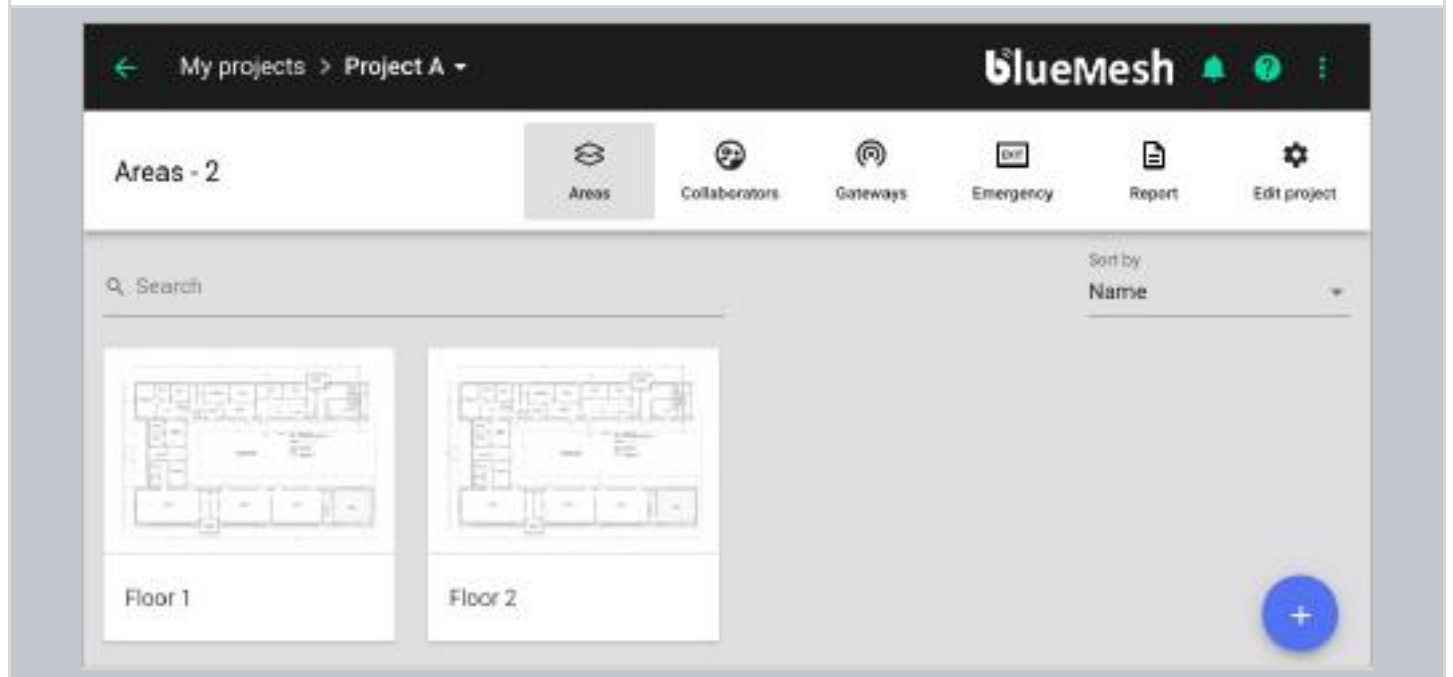 My projects > Project A
blueMesh
Areas - 2
Areas
Collaborators
Gateways
EXIT
Emergency
Report
Edit project
Search
Sort by
Name
Floor 1
Floor 2
+